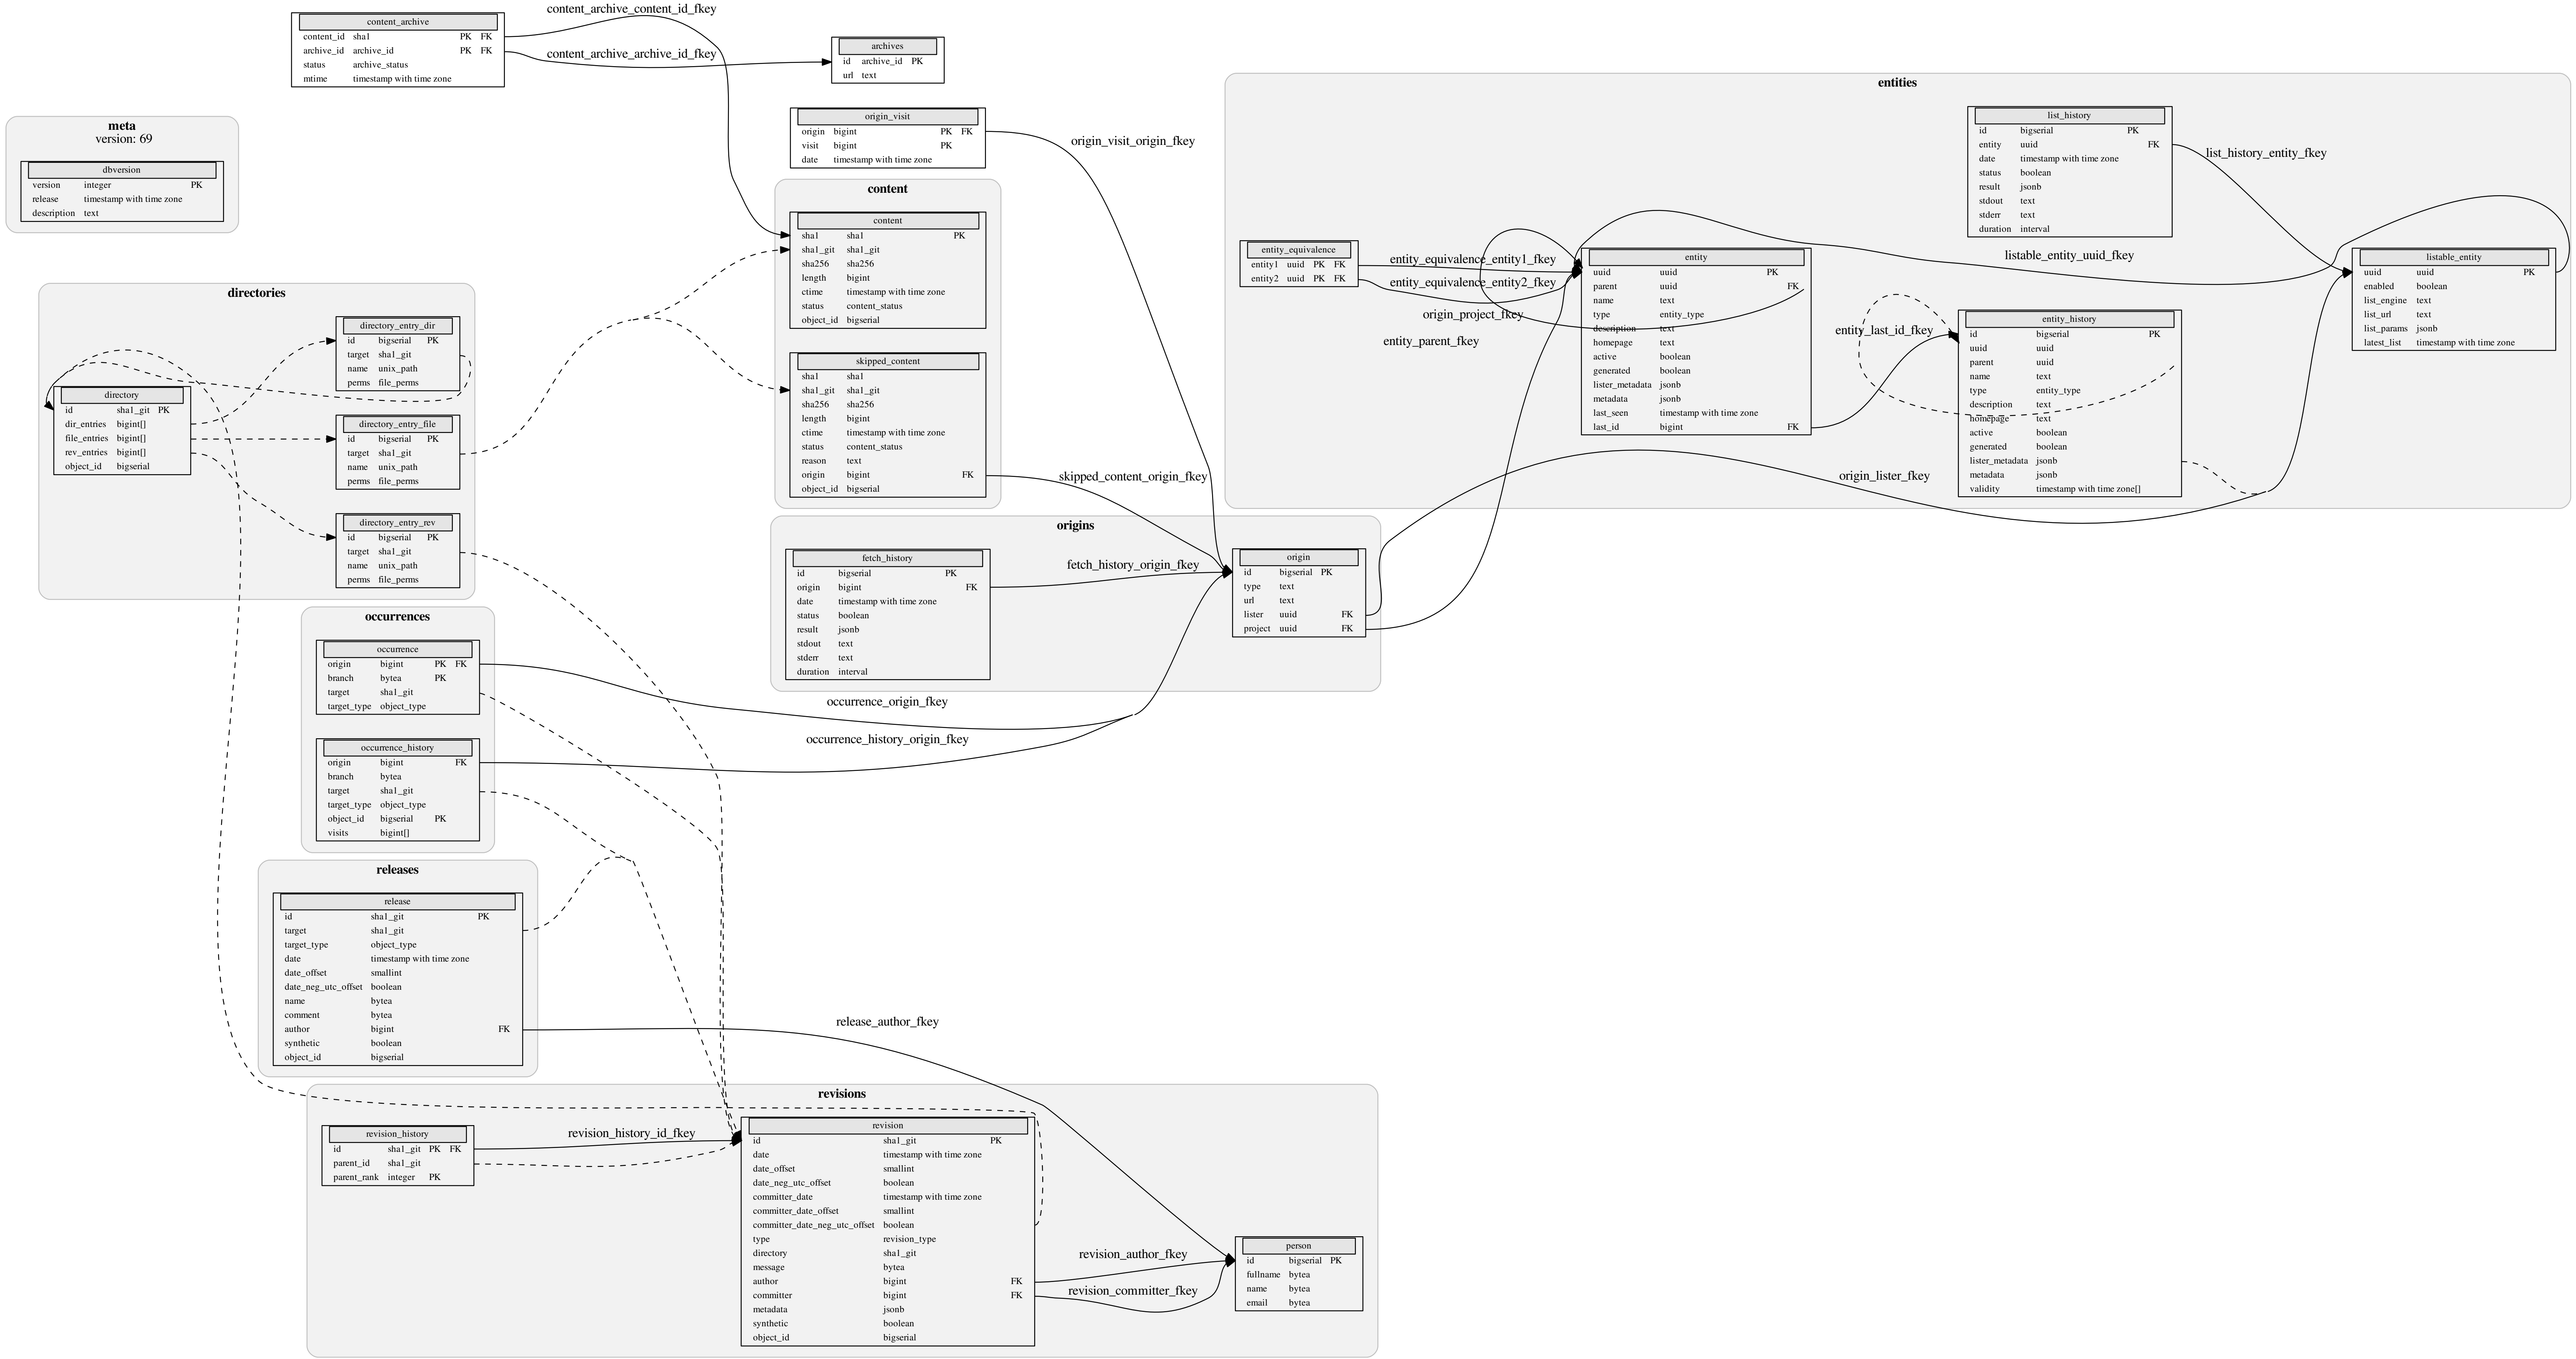 content_archive
content_id sha1 PK FK
archive_id archive_id PK FK
status archive_status
mtime timestamp with time zone
content_archive_content_id_fkey
content_archive_archive_id_fkey
archives
id archive_id PK
url text
meta
version: 69
dbversion
version integer PK
release timestamp with time zone
description text
origin_visit
origin bigint PK FK
visit bigint PK
date timestamp with time zone
origin_visit_origin_fkey
content
content
sha1 sha1 PK
sha1_git sha1_git
sha256 sha256
length bigint
ctime timestamp with time zone
status content_status
object_id bigserial
skipped_content
sha1 sha1
sha1_git sha1_git
sha256 sha256
length bigint
ctime timestamp with time zone
status content_status
reason text
origin bigint FK
object_id bigserial
skipped_content_origin_fkey
entities
list_history
id bigserial PK
entity uuid FK
date timestamp with time zone
status boolean
result jsonb
stdout text
stderr text
duration interval
list_history_entity_fkey
entity_equivalence
entity1 uuid PK FK
entity2 uuid PK FK
entity_equivalence_entity1_fkey
entity_equivalence_entity2_fkey
origin_project_fkey
entity_parent_fkey
entity
uuid uuid PK
parent uuid FK
name text
type entity_type
description text
homepage text
active boolean
generated boolean
lister_metadata jsonb
metadata jsonb
last_seen timestamp with time zone
last_id bigint FK
listable_entity_uuid_fkey
entity_last_id_fkey
entity_history
id bigserial PK
uuid uuid
parent uuid
name text
type entity_type
description text
homepage text
active boolean
generated boolean
lister_metadata jsonb
metadata jsonb
validity timestamp with time zone[]
listable_entity
uuid uuid PK
enabled boolean
list_engine text
list_url text
list_params jsonb
latest_list timestamp with time zone
origin_lister_fkey
directories
directory_entry_dir
id bigserial PK
target sha1_git
name unix_path
perms file_perms
directory
id sha1_git PK
dir_entries bigint[]
file_entries bigint[]
rev_entries bigint[]
object_id bigserial
directory_entry_file
id bigserial PK
target sha1_git
name unix_path
perms file_perms
directory_entry_rev
id bigserial PK
target sha1_git
name unix_path
perms file_perms
origins
fetch_history
id bigserial PK
origin bigint FK
date timestamp with time zone
status boolean
result jsonb
stdout text
stderr text
duration interval
fetch_history_origin_fkey
origin
id bigserial PK
type text
url text
lister uuid FK
project uuid FK
occurrences
occurrence
origin bigint PK FK
branch bytea PK
target sha1_git
target_type object_type
occurrence_origin_fkey
occurrence_history
origin bigint FK
branch bytea
target sha1_git
target_type object_type
object_id bigserial PK
visits bigint[]
occurrence_history_origin_fkey
releases
release
id sha1_git PK
target sha1_git
target_type object_type
date timestamp with time zone
date_offset smallint
date_neg_utc_offset boolean
name bytea
comment bytea
author bigint FK
synthetic boolean
object_id bigserial
release_author_fkey
revisions
revision_history
id sha1_git PK FK
parent_id sha1_git
parent_rank integer PK
revision_history_id_fkey
revision
id sha1_git PK
date timestamp with time zone
date_offset smallint
date_neg_utc_offset boolean
committer_date timestamp with time zone
committer_date_offset smallint
committer_date_neg_utc_offset boolean
type revision_type
directory sha1_git
message bytea
author bigint FK
committer bigint FK
metadata jsonb
synthetic boolean
object_id bigserial
revision_author_fkey
revision_committer_fkey
person
id bigserial PK
fullname bytea
name bytea
email bytea